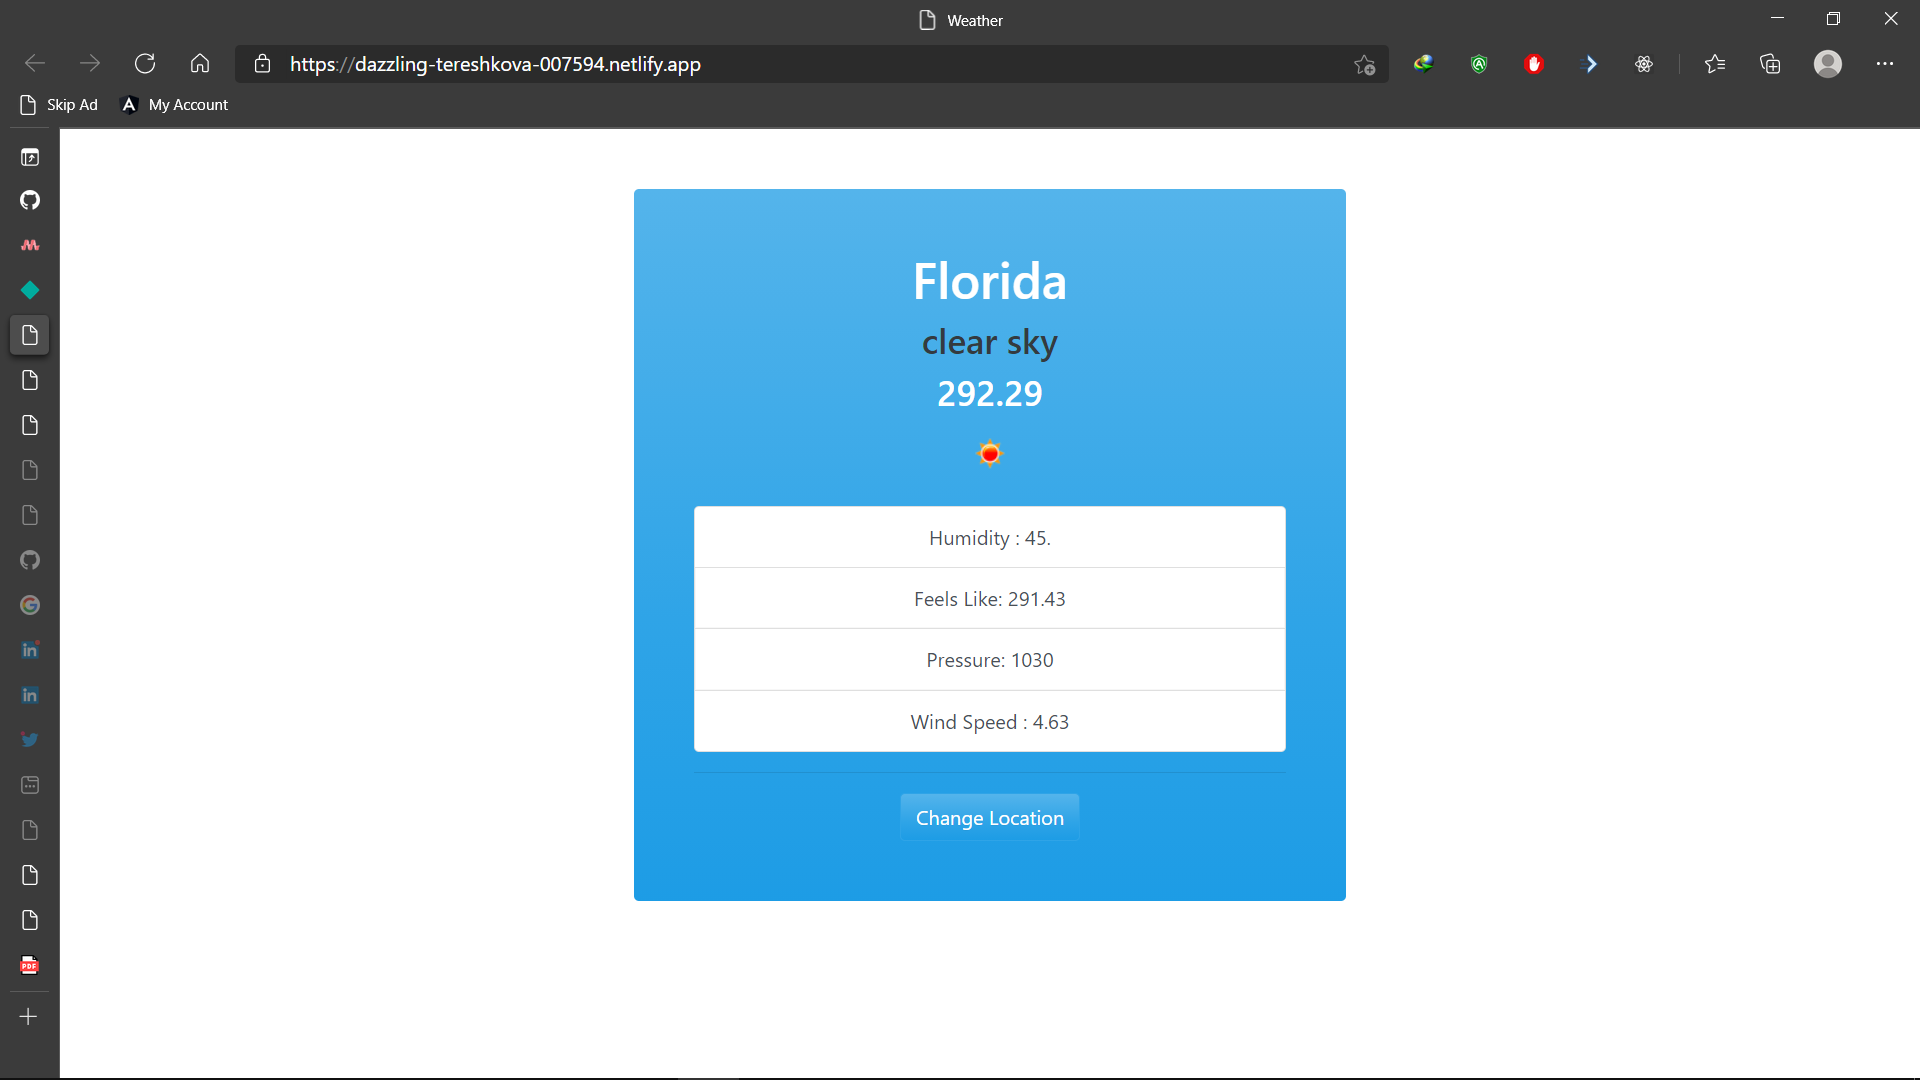 Weather
https://dazzling-tereshkova-007594.netlify.app
Skip Ad
My Account
Florida
clear sky
292.29
Humidity : 45.
Feels Like: 291.43
Pressure: 1030
Wind Speed : 4.63
Change Location
PDF